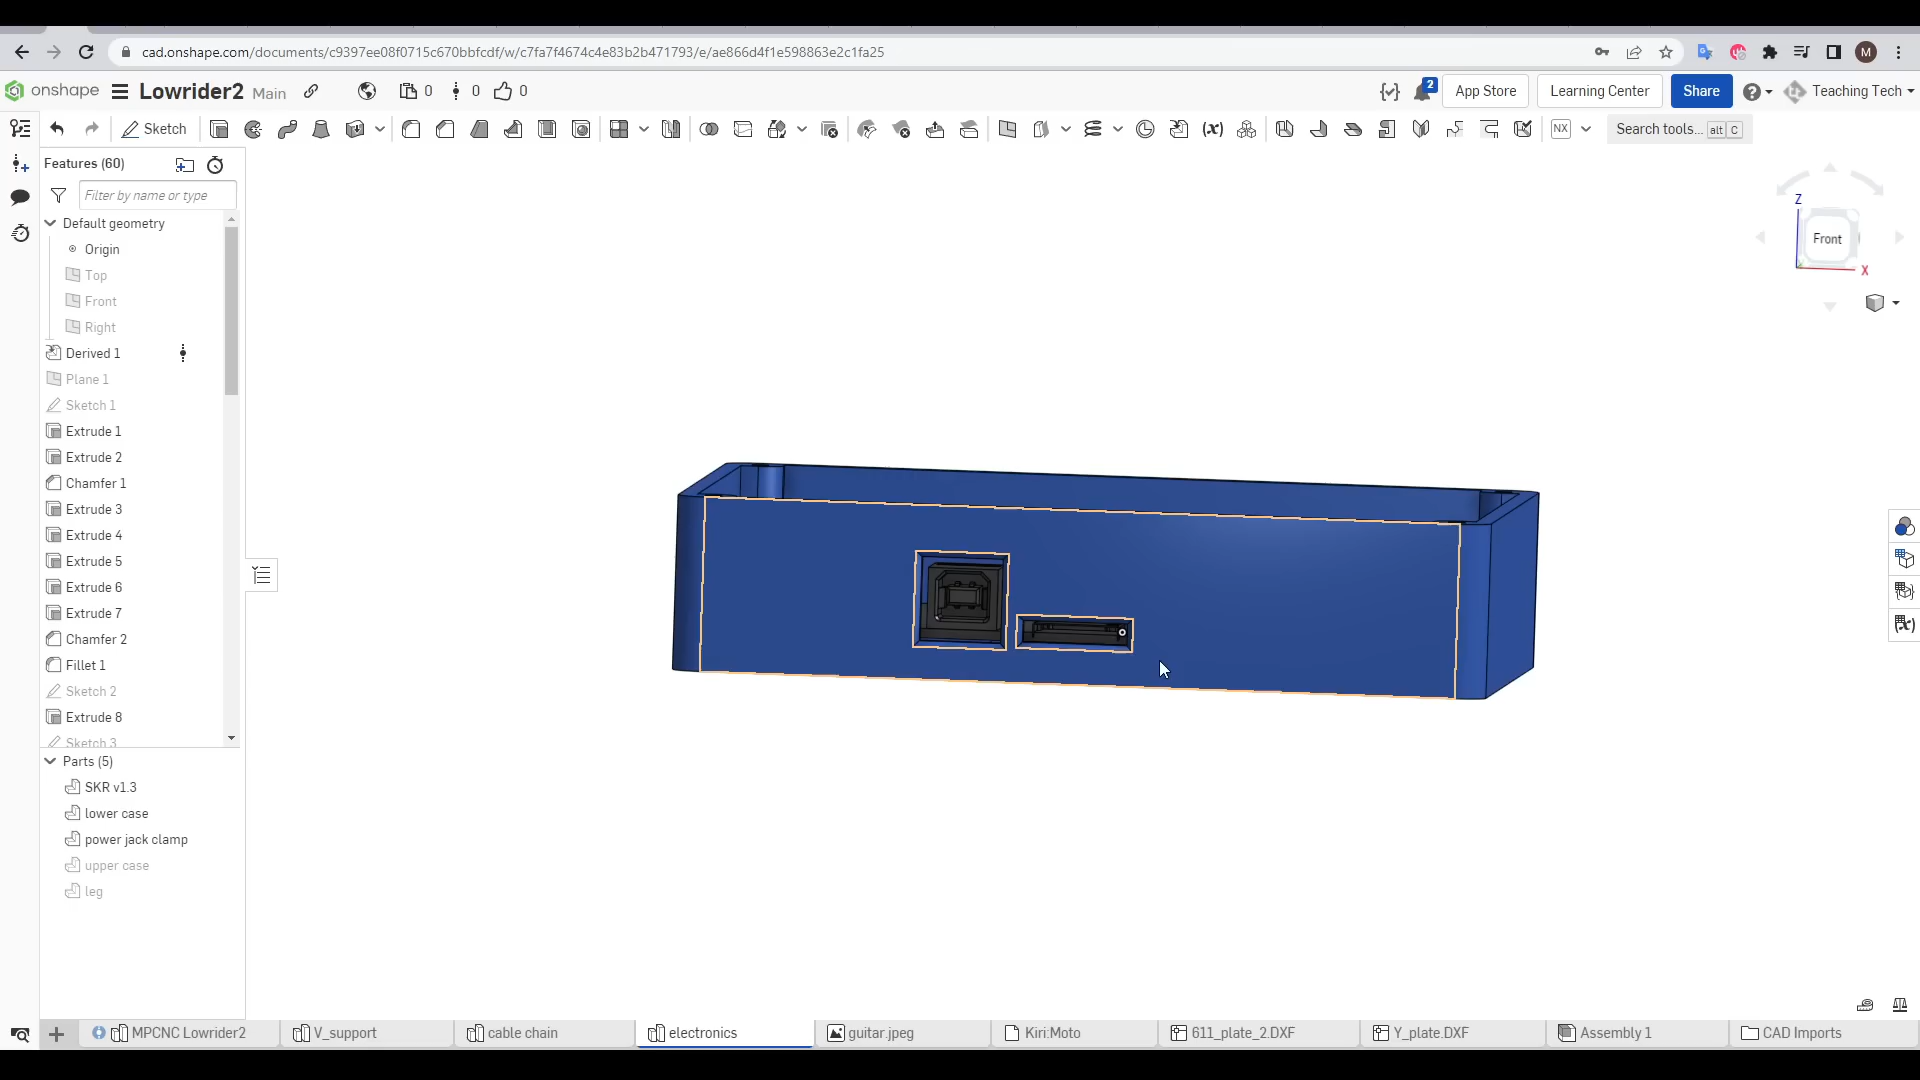 cad.onshape.com/documents/c9397ee08f0715c670bbfcdf/w/c7fa7f4674c4e83b2b471793/e/ae866d4f1e598863e2c1fa25
M
onshape
Lowrider2 Main
0
0
0
2
App Store
Learning Center
Share
Teaching Tech
Sketch
NX
Search tools... alt C
Features (60)
Filter by name or type
Default geometry
Origin
Top
Front
Right
Derived 1
Plane 1
Sketch 1
Extrude 1
Extrude 2
Chamfer 1
Extrude 3
Extrude 4
Extrude 5
Extrude 6
Extrude 7
Chamfer 2
Fillet 1
Sketch 2
Extrude 8
Sketch 3
Parts (5)
SKR v1.3
lower case
power jack clamp
upper case
leg
Z
Front
X
MPCNC Lowrider2
V_support
cable chain
electronics
guitar.jpeg
Kiri:Moto
611_plate_2.DXF
Y_plate.DXF
Assembly 1
CAD Imports